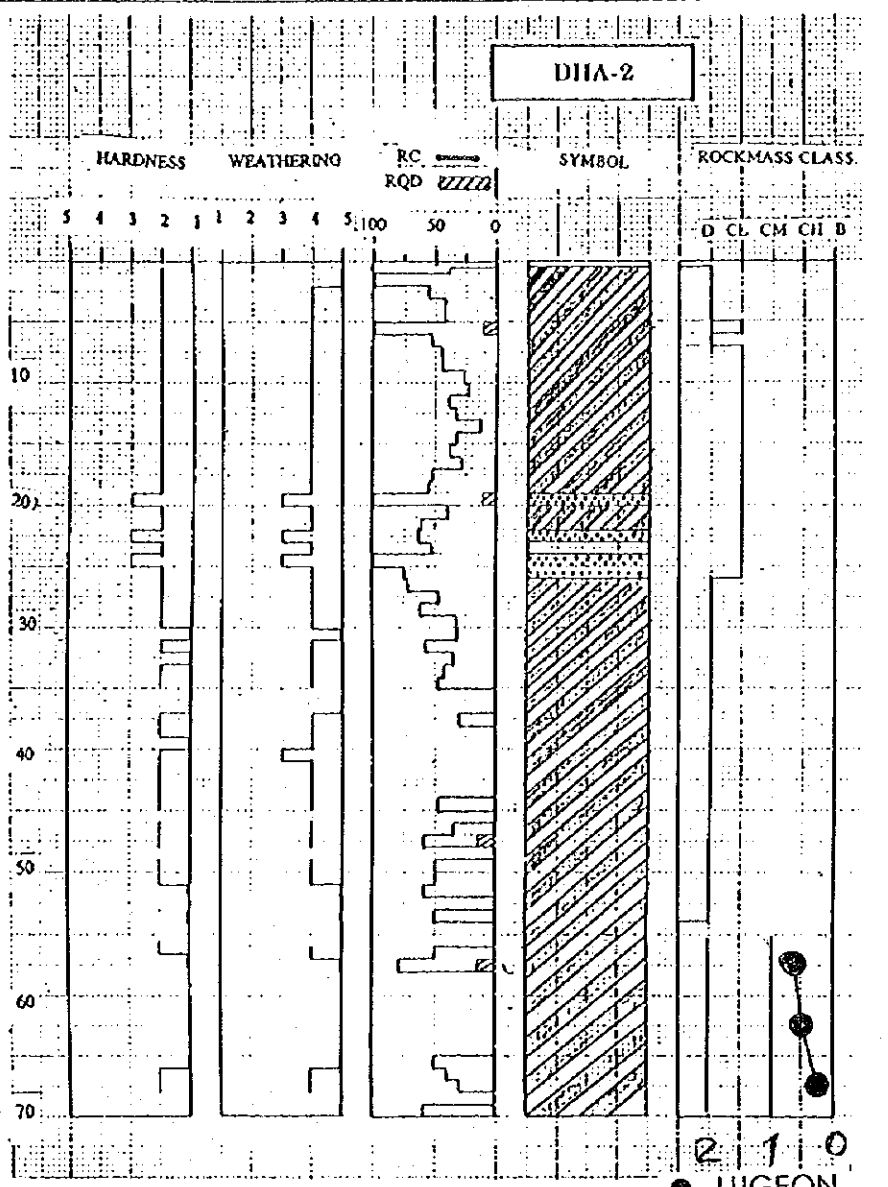 DHA-2
HARDNESS WEATHERING RC SYMBOL ROCKMASS CLASS.
RQD
5 4 3 2 1 1 2 3 4 5 100 50 0 D CL CM CH B
10
20
30
40
50
60
70
2 1 0
LUGEON